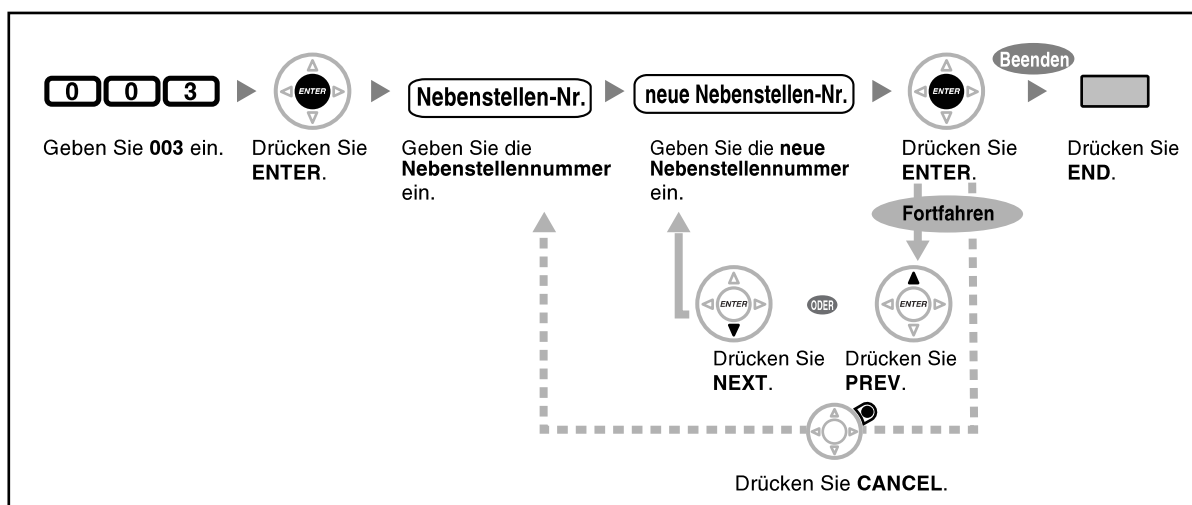 Beenden
0 0 3
ENTER
Nebenstellen-Nr.
neue Nebenstellen-Nr.
ENTER
Geben Sie 003 ein.
Drücken Sie
ENTER.
Geben Sie die
Nebenstellennummer
ein.
Geben Sie die neue
Nebenstellennummer
ein.
Drücken Sie
ENTER.
Drücken Sie
END.
Fortfahren
ENTER
ODER
ENTER
Drücken Sie
NEXT.
Drücken Sie
PREV.
Drücken Sie CANCEL.